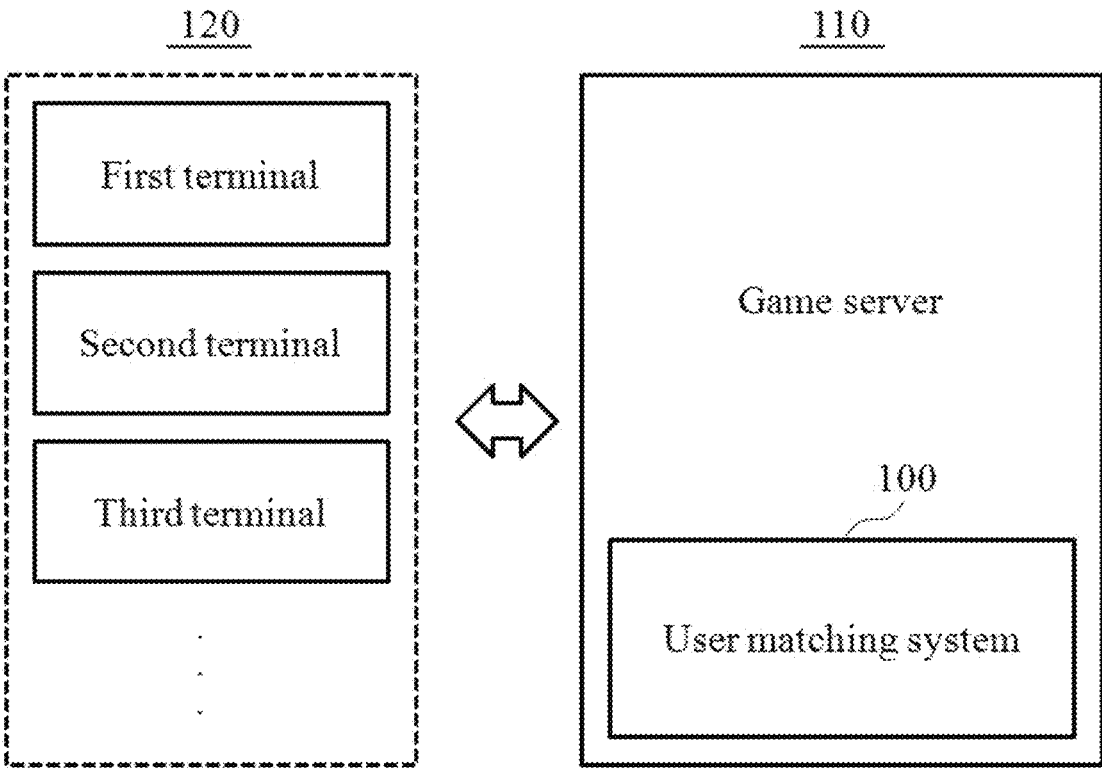 120
First terminal
Second terminal
Third terminal
110
Game server
100
User matching system